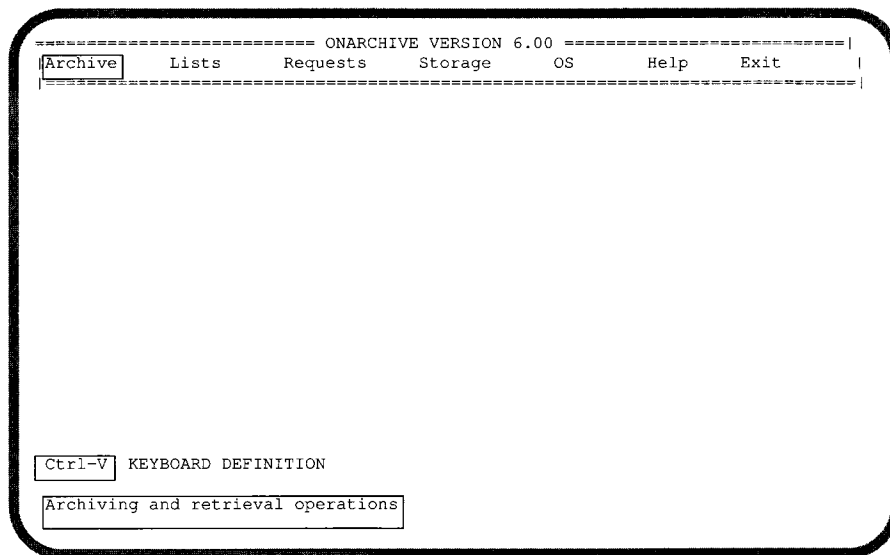 ========================== ONARCHIVE VERSION 6.00 ==========================|
|Archive Lists Requests Storage OS Help Exit |
|============================================================================|
Ctrl-V KEYBOARD DEFINITION
Archiving and retrieval operations